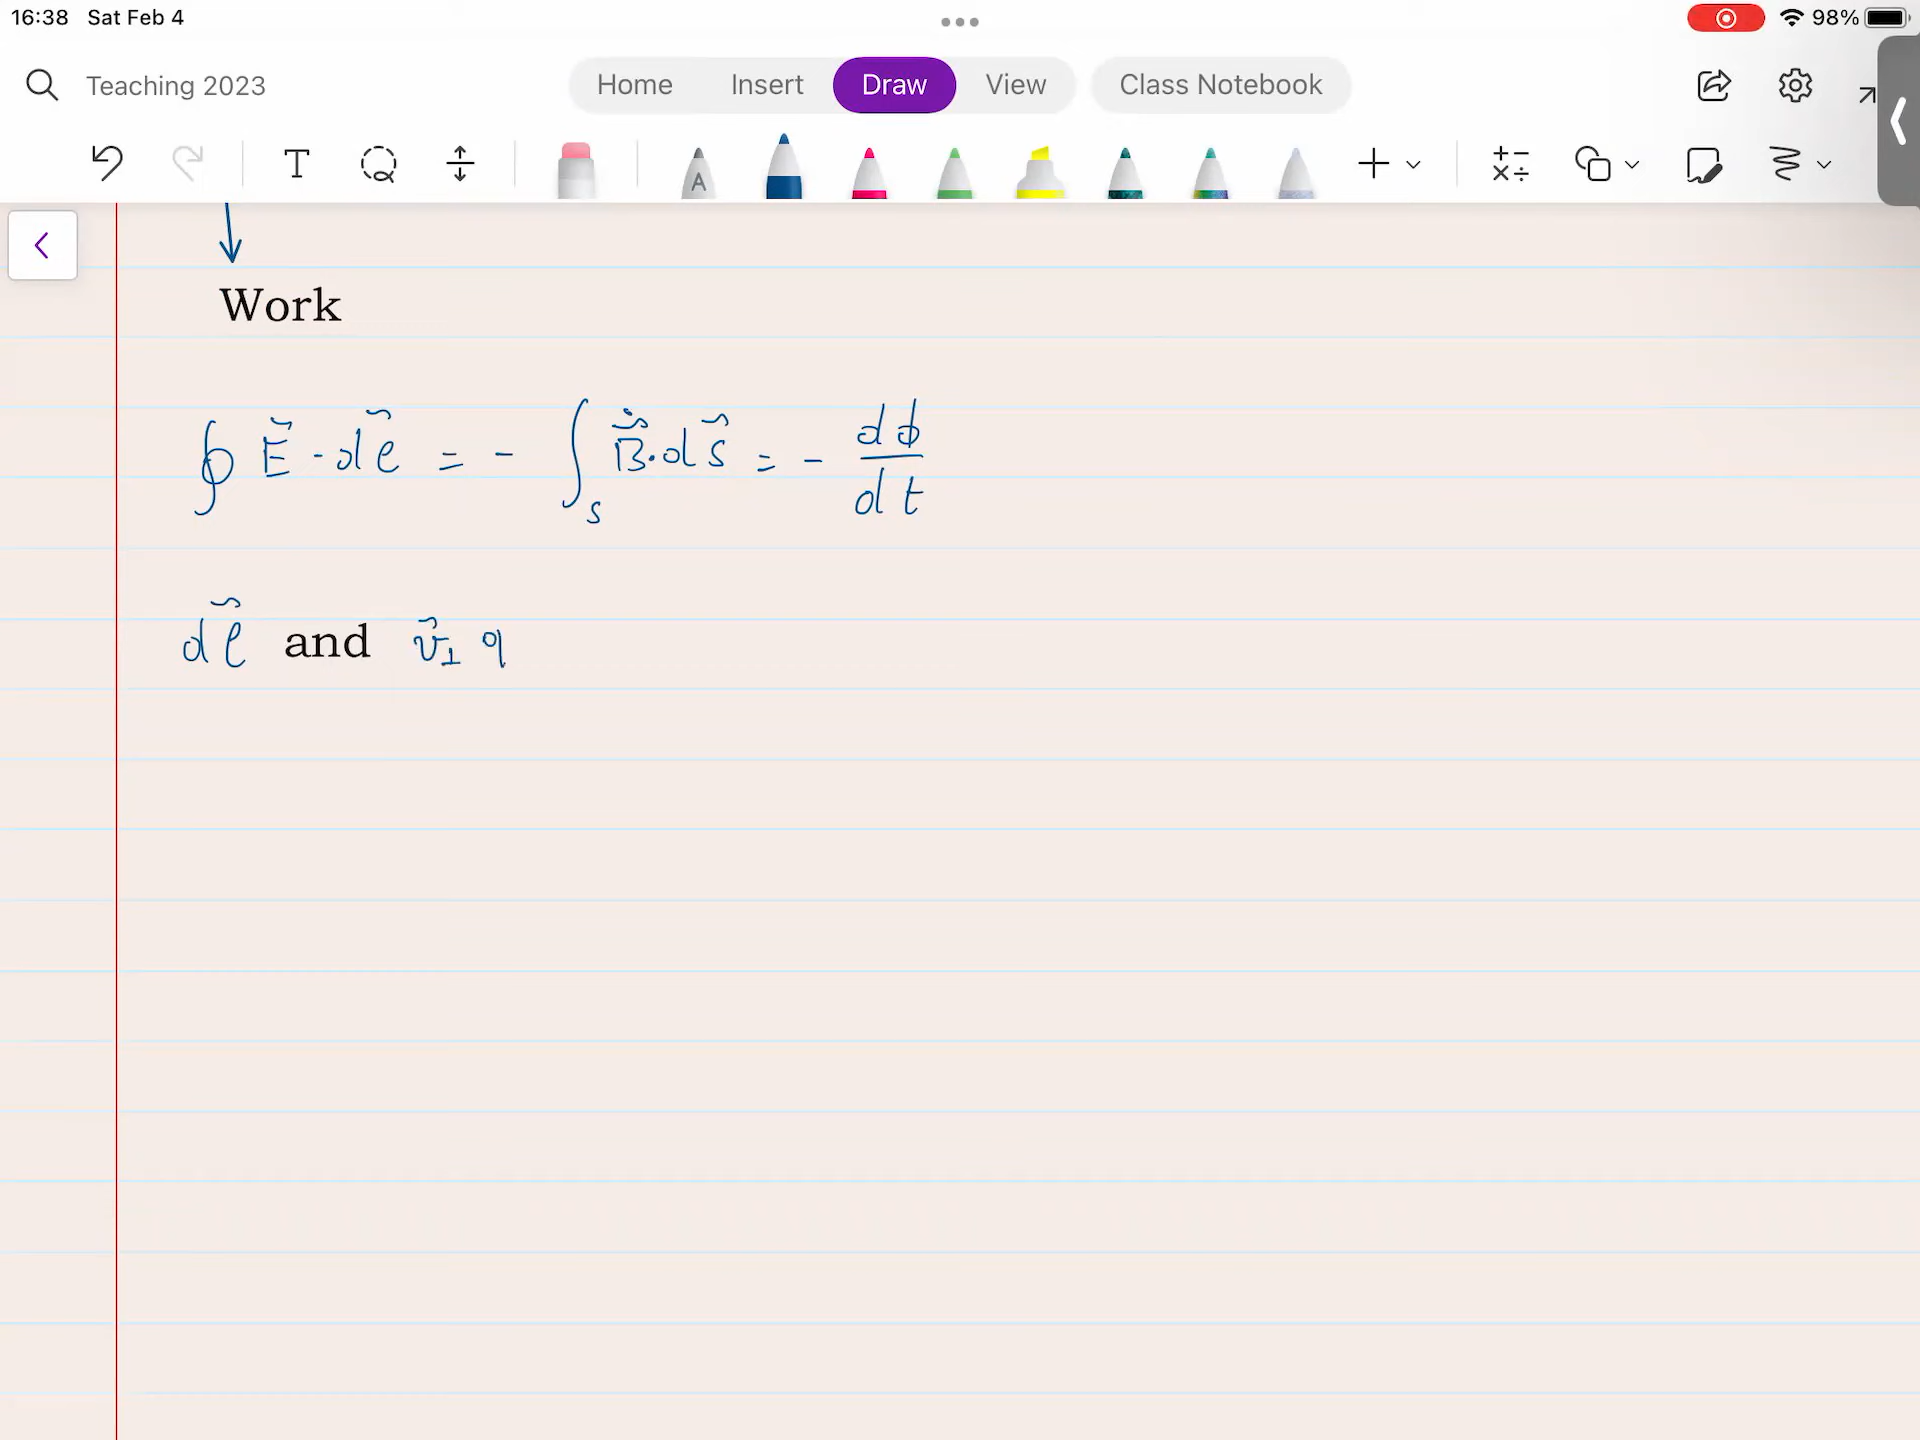 16:38 Sat Feb 4 98%
Teaching 2023 Home Insert Draw View Class Notebook
T A
Work
∮ E⃗ · dℓ⃗ = - ∫_S B⃗̇ · dS⃗ = - dϕ/dt
dℓ⃗ and v⃗⊥ q